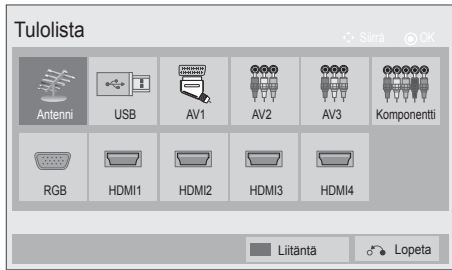 Tulolista
Siirrä OK
Antenni USB AV1 AV2 AV3 Komponentti
RGB HDMI1 HDMI2 HDMI3 HDMI4
Liitäntä Lopeta